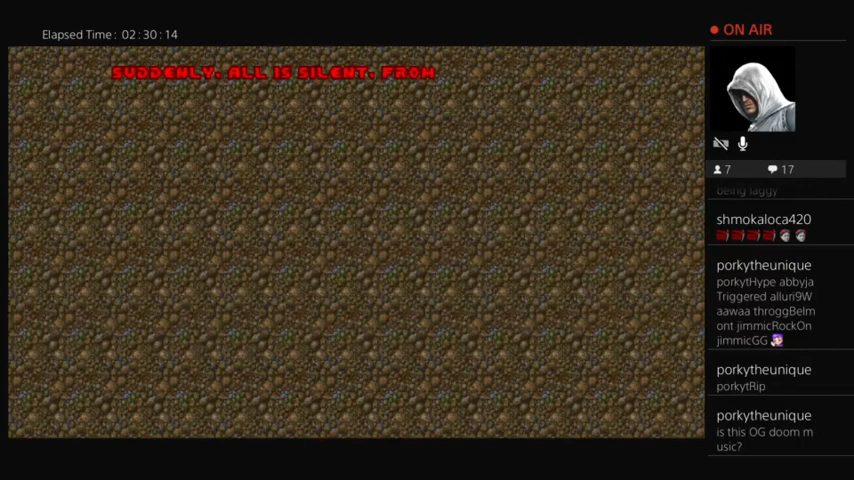 Elapsed Time: 02:30:14
ON AIR
SUDDENLY, ALL IS SILENT, FROM
7
17
being laggy
shmokaloca420
porkytheunique
porkytHype abbyja
Triggered alluri9W
aawaa throggBelm
ont jimmicRockOn
jimmicGG
porkytheunique
porkytRip
porkytheunique
is this OG doom m
usic?